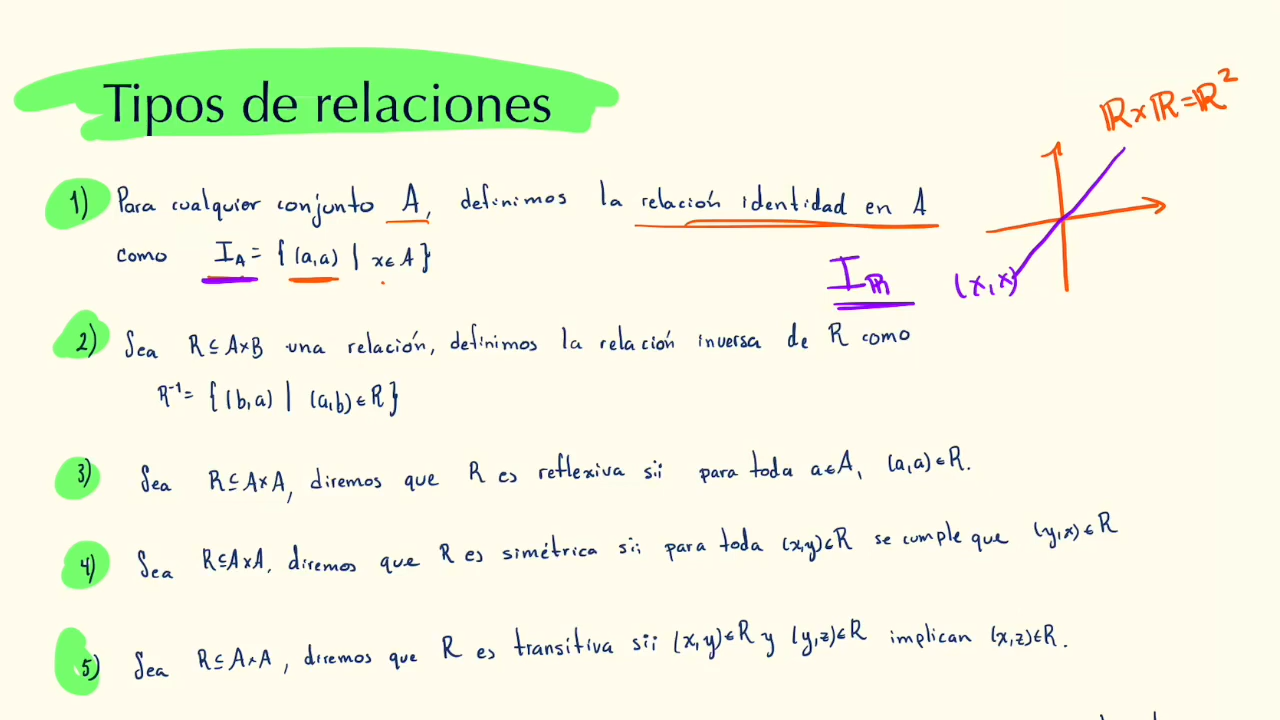 Tipos de relaciones
ℝ×ℝ=ℝ²
1) Para cualquier conjunto A, definimos la relación identidad en A
como I_A = { (a,a) | x∈A }
I_ℝ (x,x)
2) Sea R⊆A×B una relación, definimos la relación inversa de R como
R⁻¹= { (b,a) | (a,b)∈R }
3) Sea R⊆A×A, diremos que R es reflexiva sii para toda a∈A, (a,a)∈R.
4) Sea R⊆A×A, diremos que R es simétrica sii para toda (x,y)∈R se cumple que (y,x)∈R
5) Sea R⊆A×A, diremos que R es transitiva sii (x,y)∈R y (y,z)∈R implican (x,z)∈R.